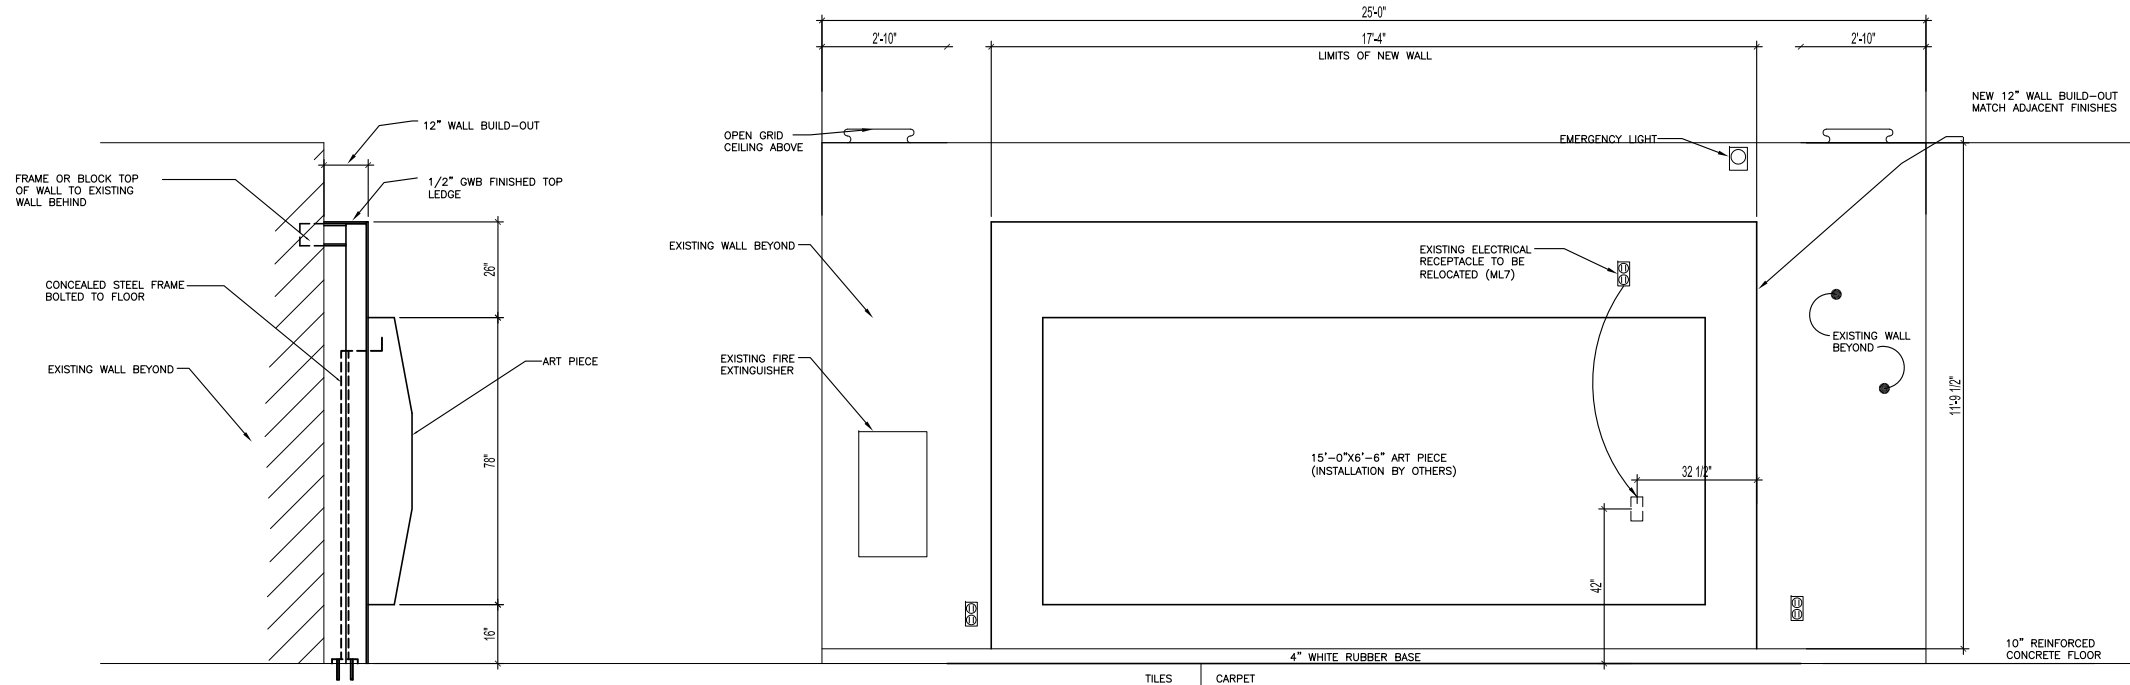 12" WALL BUILD-OUT
FRAME OR BLOCK TOP
OF WALL TO EXISTING
WALL BEHIND
1/2" GWB FINISHED TOP
LEDGE
26"
CONCEALED STEEL FRAME
BOLTED TO FLOOR
EXISTING WALL BEYOND
ART PIECE
78"
16"
25'-0"
2'-10"
17'-4"
2'-10"
LIMITS OF NEW WALL
NEW 12" WALL BUILD-OUT
MATCH ADJACENT FINISHES
OPEN GRID
CEILING ABOVE
EMERGENCY LIGHT
EXISTING WALL BEYOND
EXISTING ELECTRICAL
RECEPTACLE TO BE
RELOCATED (ML7)
EXISTING WALL
BEYOND
EXISTING FIRE
EXTINGUISHER
11'-9 1/2"
15'-0"X6'-6" ART PIECE
(INSTALLATION BY OTHERS)
32 1/2"
42"
4" WHITE RUBBER BASE
10" REINFORCED
CONCRETE FLOOR
TILES
CARPET